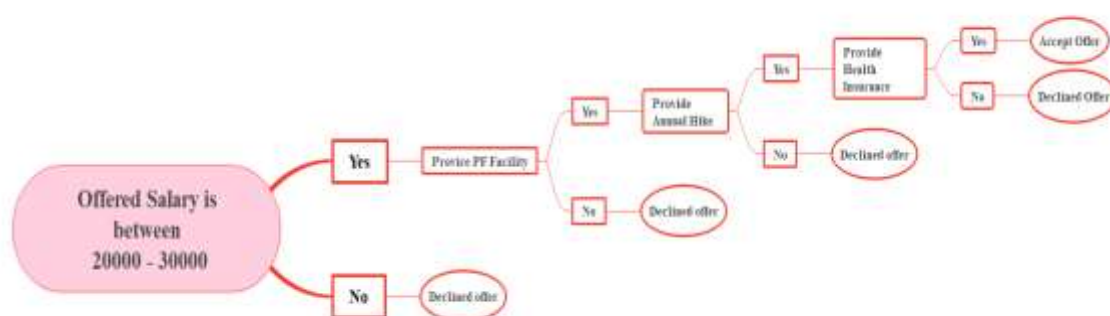 Offered Salary is
between
20000 - 30000
Yes
Provice PF Facility
Yes
Provide
Annual Hike
Yes
Provide
Health
Insurance
Yes
Accept Offer
No
Declined Offer
No
Declined offer
No
Declined offer
No
Declined offer